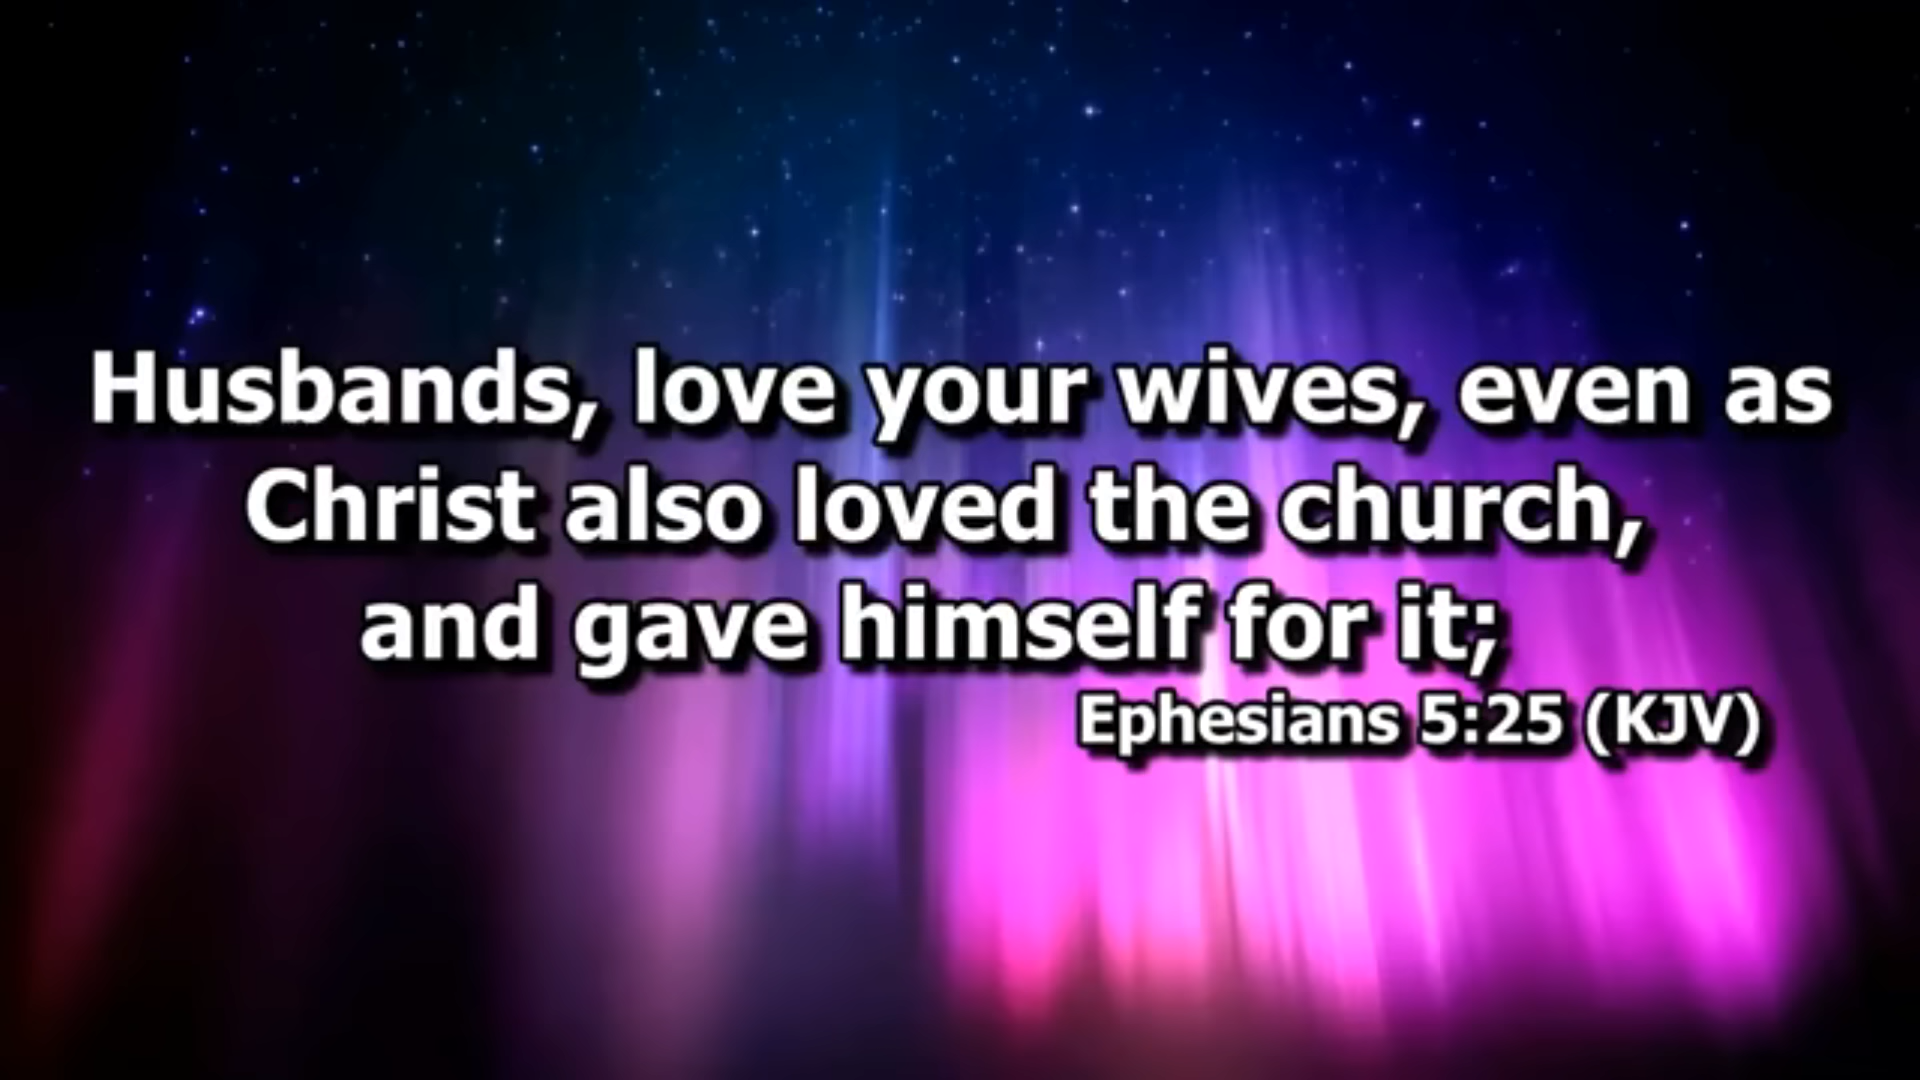 Husbands, love your wives, even as
Christ also loved the church,
and gave himself for it;
Ephesians 5:25 (KJV)